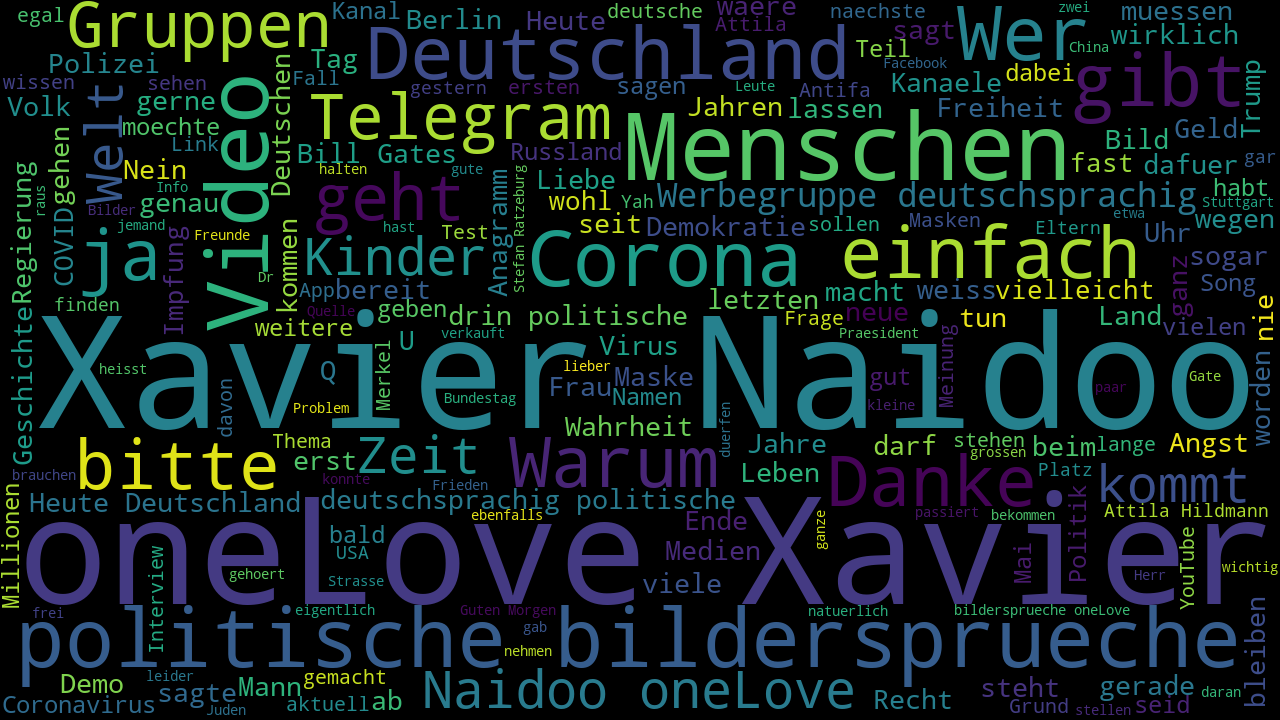 egal
Gruppen
Kanal
Berlin
Heute
deutsche
waere
Attila
naechste
sagt
Wer
zwei
China
muessen
wirklich
Polizei
Tag
Deutschland
Teil
Facebook
Kanaele
dabei
gibt
Trump
wissen
sehen
Welt
Video
Deutschen
Fall
gestern
ersten
sagen
Leute
Antifa
Volk
gerne
Telegram
Menschen
Jahren
lassen
Freiheit
Bild
Geld
moechte
Link
Bill Gates
Russland
fast
dafuer
gar
gehen
Nein
halten
gute
Liebe
Info
genau
geht
Anagramm
Stefan Ratzeburg
wohl
Yah
Werbegruppe deutschsprachig
habt
Stuttgart
Bilder
jemand
raus
Freunde
hast
Test
seit
Demokratie
sollen
Masken
etwa
Eltern
Uhr
wegen
GeschichteRegierung
COVID
ja
Impfung
kommen
Kinder
Corona
einfach
sogar
Dr
App
bereit
letzten
macht
weiss
vielleicht
ganz
Song
finden
Quelle
geben
drin politische
Frage
neue
tun
Land
vielen
nie
weitere
U
verkauft
Virus
Praesident
Meinung
Xavier Naidoo
heisst
Q
Merkel
lieber
Frau
Maske
gut
paar
Gate
davon
Problem
Bundestag
Namen
kleine
worden
Wahrheit
duerfen
bitte
Thema
erst
Zeit
Warum
Jahre
darf
stehen
grossen
beim
lange
Angst
brauchen
konnte
Frieden
Leben
Danke
Platz
kommt
Millionen
Heute Deutschland
deutschsprachig politische
ebenfalls
Ende
ganze
passiert
bekommen
Politik
Attila Hildmann
oneLove Xavier
bald
USA
Medien
Mai
YouTube
Interview
gehoert
Strasse
viele
Herr
wichtig
frei
eigentlich
Guten Morgen
natuerlich
bildersprueche oneLove
bleiben
politische bildersprueche
gab
nehmen
Demo
leider
gemacht
Naidoo oneLove
steht
gerade
daran
Coronavirus
sagte
Juden
Mann
aktuell
ab
Recht
Grund
stellen
seid